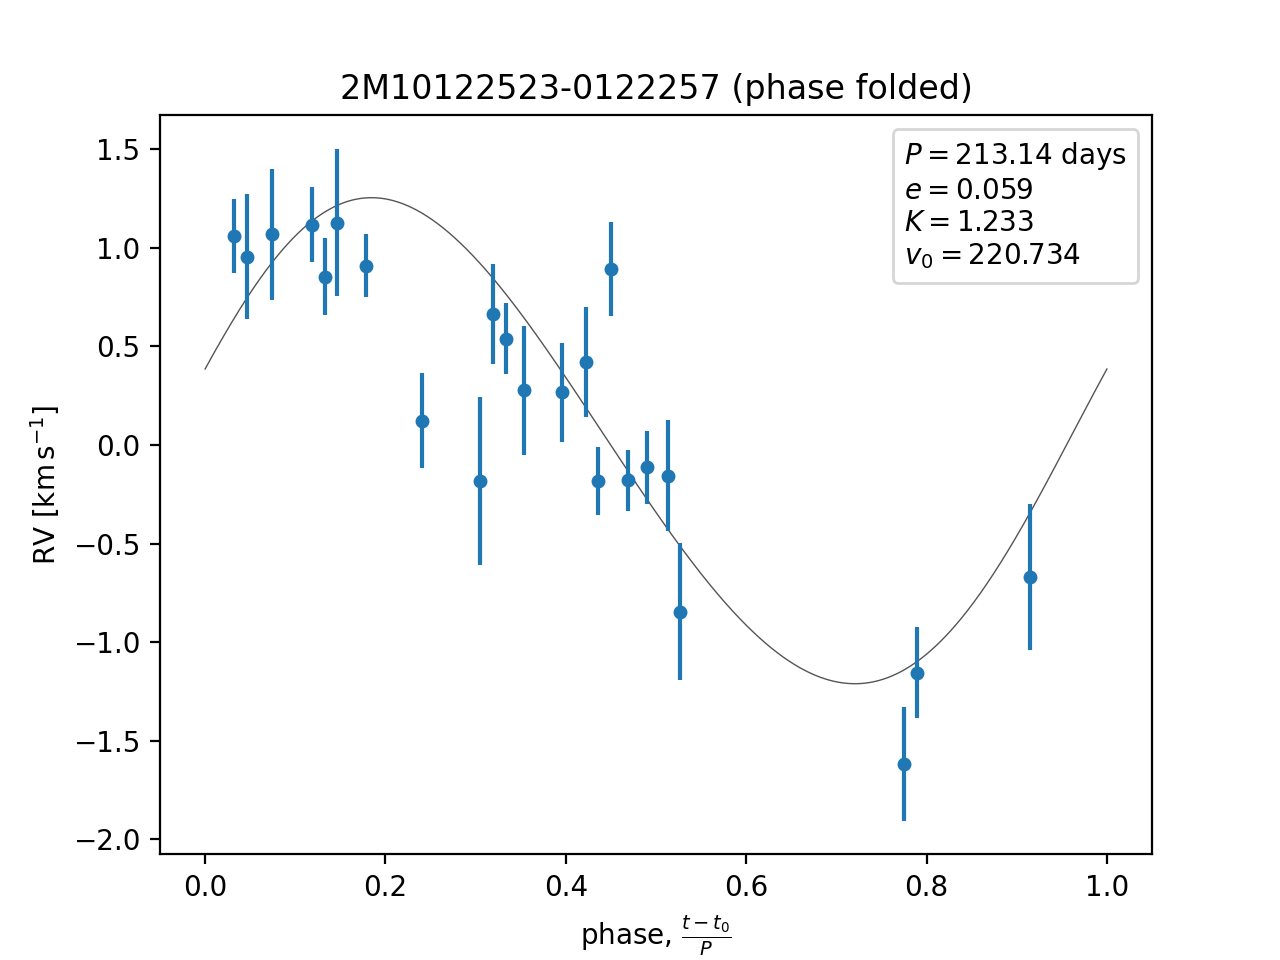 2M10122523-0122257 (phase folded)
P = 213.14 days
e = 0.059
K = 1.233
v₀ = 220.734
RV [km s⁻¹]
1.5
1.0
0.5
0.0
−0.5
−1.0
−1.5
−2.0
0.0 0.2 0.4 0.6 0.8 1.0
phase, (t − t₀)/P